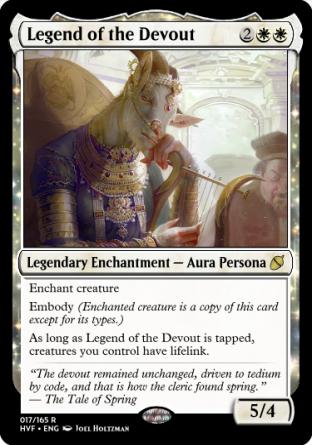 Legend of the Devout 2
Legendary Enchantment — Aura Persona
Enchant creature
Embody (Enchanted creature is a copy of this card
except for its types.)
As long as Legend of the Devout is tapped,
creatures you control have lifelink.
“The devout remained unchanged, driven to tedium
by code, and that is how the cleric found spring.”
— The Tale of Spring
5/4
017/165 R
HVF • ENG Joel Holtzman